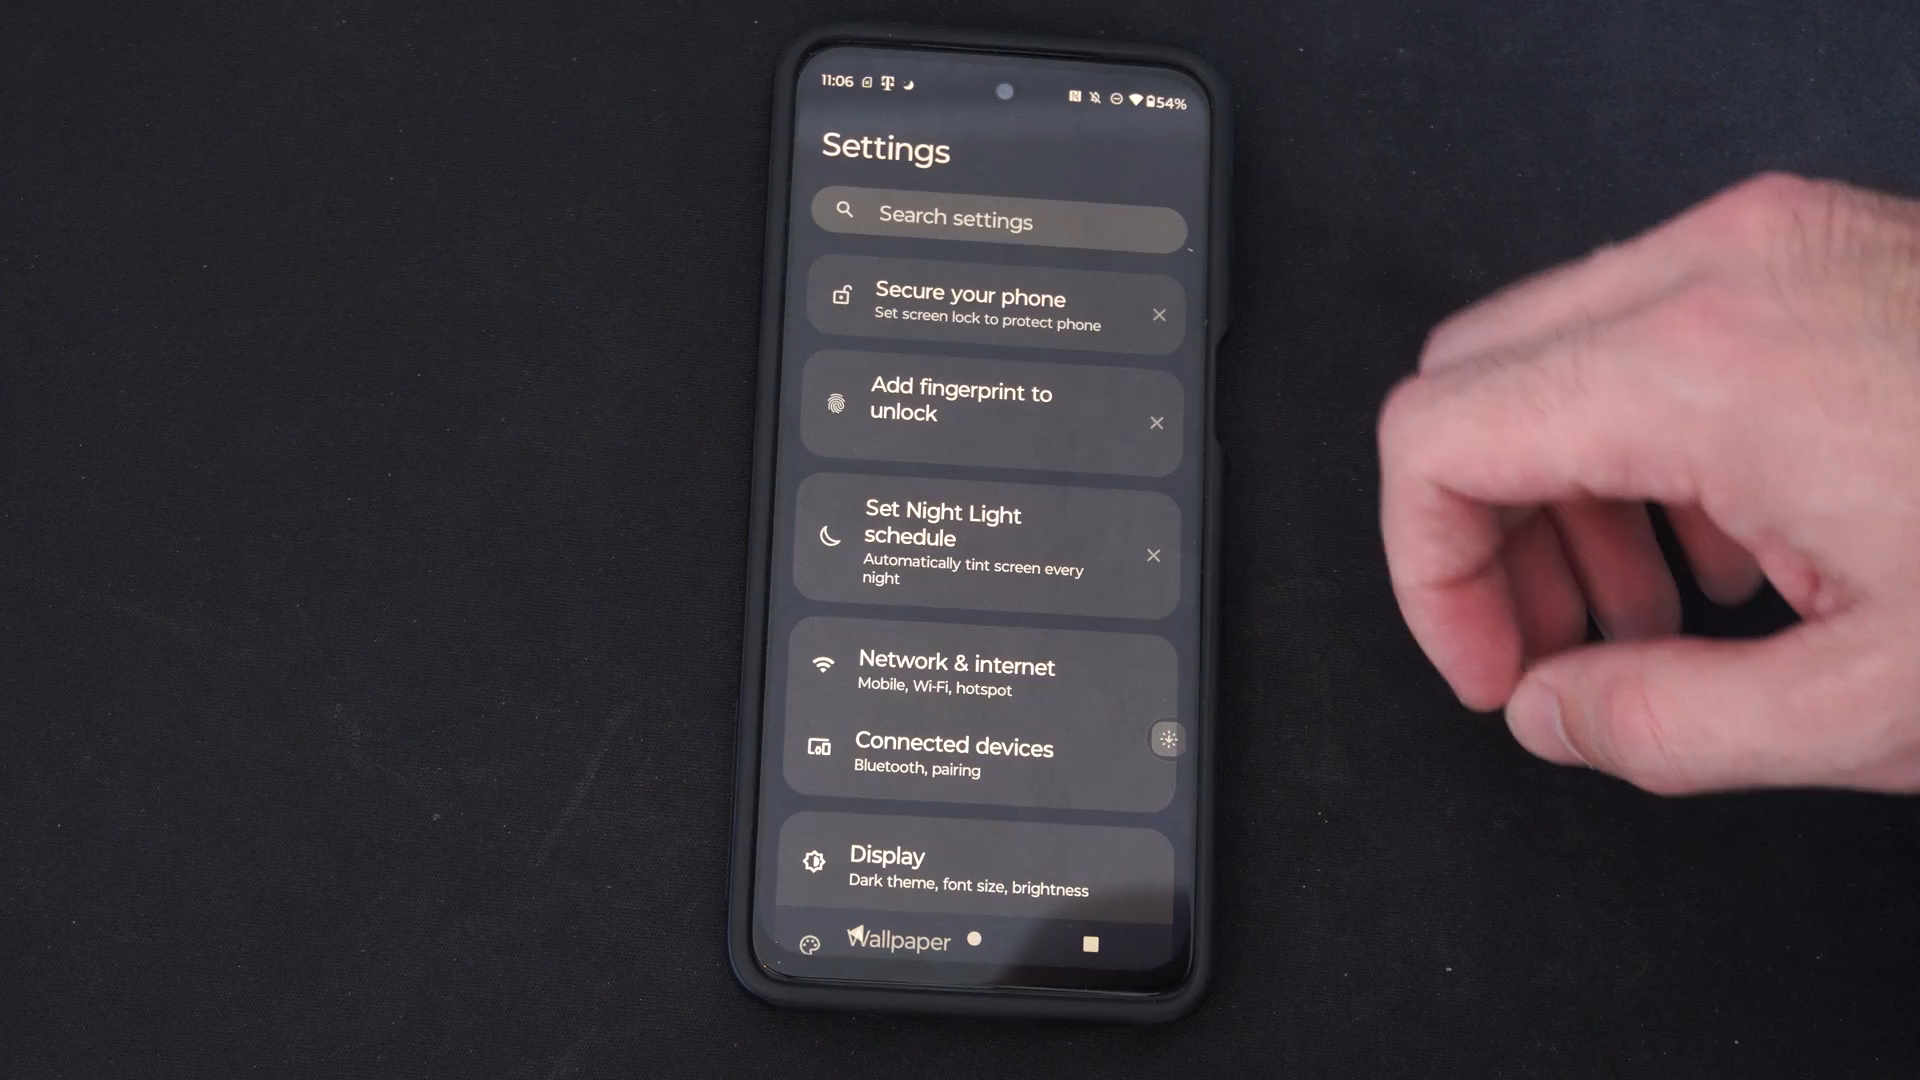 11:06
54%
Settings
Search settings
Secure your phone
Set screen lock to protect phone
Add fingerprint to
unlock
Set Night Light
schedule
Automatically tint screen every
night
Network & internet
Mobile, Wi-Fi, hotspot
Connected devices
Bluetooth, pairing
Display
Dark theme, font size, brightness
Wallpaper